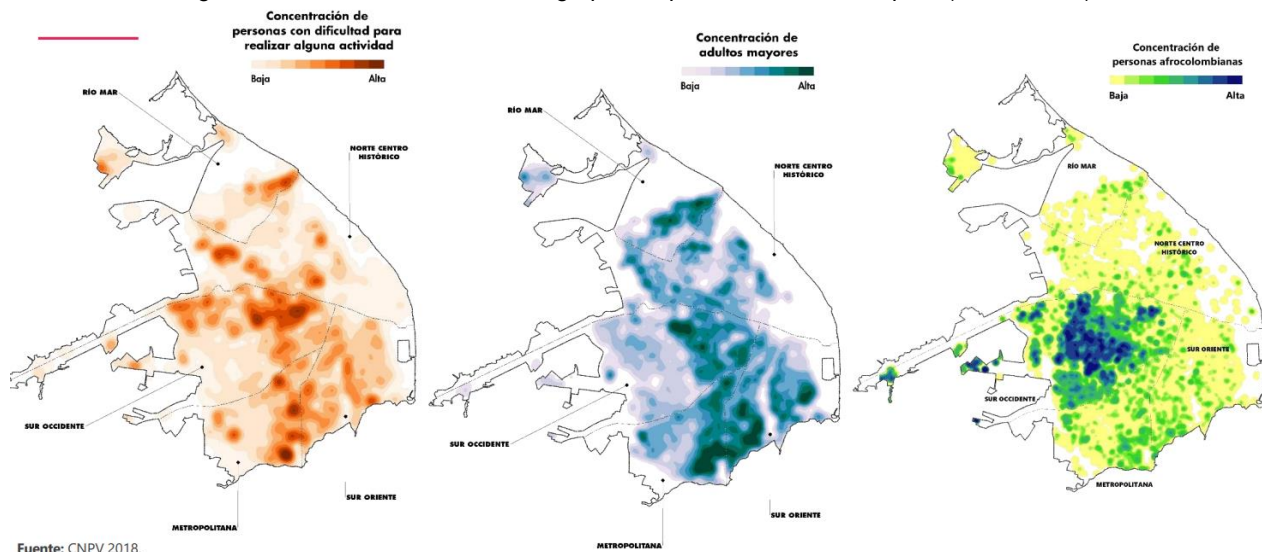 Concentración de
personas con dificultad para
realizar alguna actividad
Baja Alta
RÍO MAR
NORTE CENTRO
HISTÓRICO
SUR OCCIDENTE
SUR ORIENTE
METROPOLITANA
Concentración de
adultos mayores
Baja Alta
RÍO MAR
NORTE CENTRO
HISTÓRICO
SUR OCCIDENTE
SUR ORIENTE
METROPOLITANA
Concentración de
personas afrocolombianas
Baja Alta
RÍO MAR
NORTE CENTRO
HISTÓRICO
SUR ORIENTE
SUR OCCIDENTE
METROPOLITANA
Fuente: CNPV 2018.